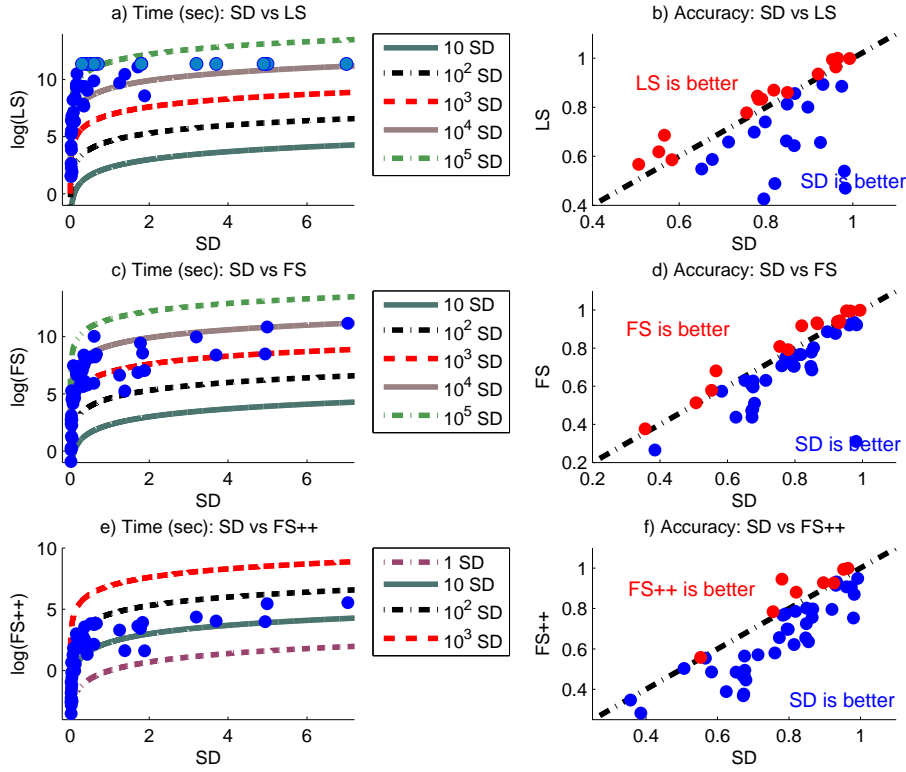 a) Time (sec): SD vs LS
log(LS)
10
5
0
0 2 4 6
SD
10 SD
10² SD
10³ SD
10⁴ SD
10⁵ SD
b) Accuracy: SD vs LS
LS
1
0.8
0.6
0.4
0.4 0.6 0.8 1
SD
LS is better
SD is better
c) Time (sec): SD vs FS
log(FS)
10
5
0
0 2 4 6
SD
10 SD
10² SD
10³ SD
10⁴ SD
10⁵ SD
d) Accuracy: SD vs FS
FS
1
0.8
0.6
0.4
0.2
0.2 0.4 0.6 0.8 1
SD
FS is better
SD is better
e) Time (sec): SD vs FS++
log(FS++)
10
5
0
0 2 4 6
SD
1 SD
10 SD
10² SD
10³ SD
f) Accuracy: SD vs FS++
FS++
1
0.8
0.6
0.4
0.4 0.6 0.8 1
SD
FS++ is better
SD is better